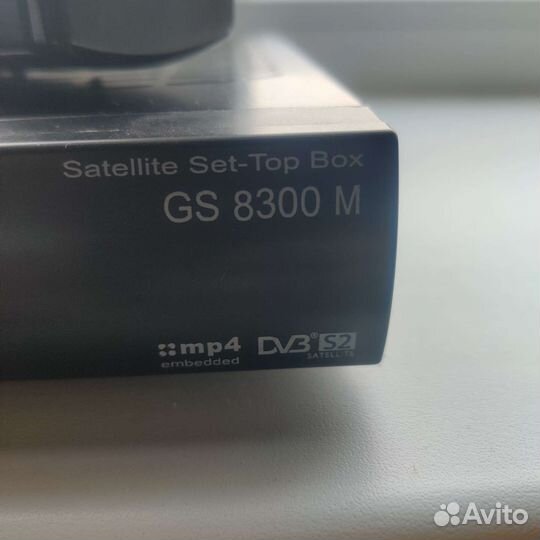 Satellite Set-Top Box
GS 8300 M
mp4
embedded
DVB® S2
SATELLITE
Avito